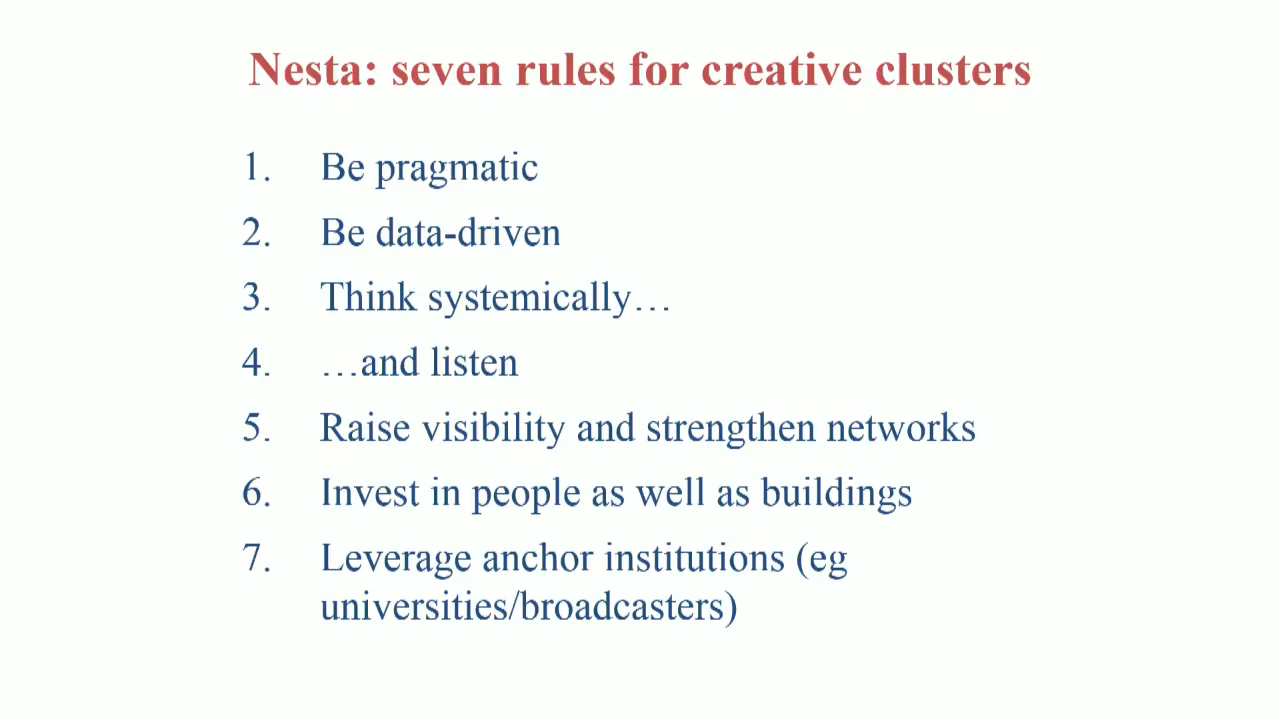 Nesta: seven rules for creative clusters
1. Be pragmatic
2. Be data-driven
3. Think systemically…
4. …and listen
5. Raise visibility and strengthen networks
6. Invest in people as well as buildings
7. Leverage anchor institutions (eg
universities/broadcasters)